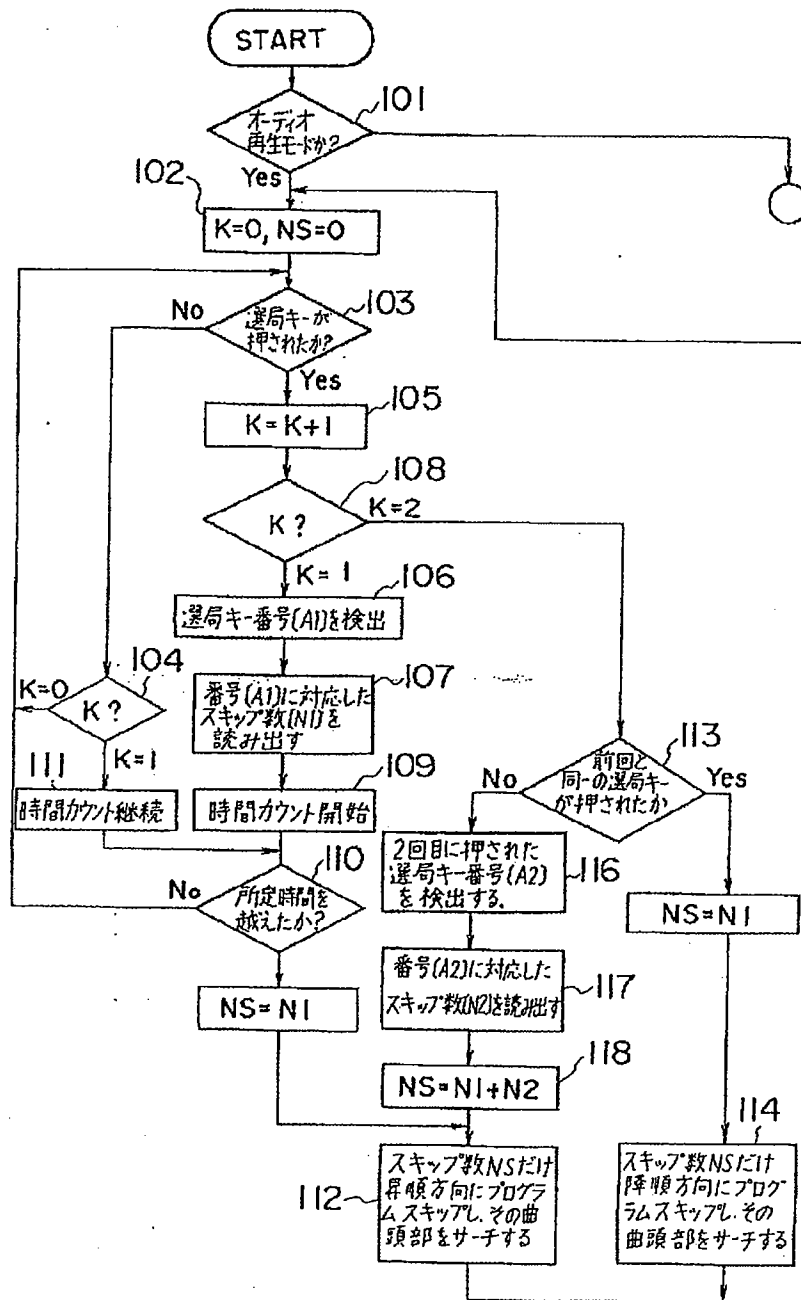 START
101
オーディオ
再生モードか?
Yes
102
K=0, NS=0
103
No
選局キーが
押されたか?
Yes
105
K=K+1
108
K?
K=2
K=1
106
選局キー番号(A1)を検出
107
番号(A1)に対応した
スキップ数(N1)を
読み出す
104
K=0
K?
K=1
111
時間カウント継続
109
時間カウント開始
110
No
所定時間を
越えたか?
NS=N1
113
No
前回と
同一の選局キー
が押されたか
Yes
2回目に押された
選局キー番号(A2)
を検出する.
116
NS=N1
番号(A2)に対応した
スキップ数(N2)を読み出す
117
118
NS=N1+N2
114
112
スキップ数NSだけ
昇順方向にプログラ
ムスキップし、その曲
頭部をサーチする
スキップ数NSだけ
降順方向にプログ
ラムスキップし、その
曲頭部をサーチする